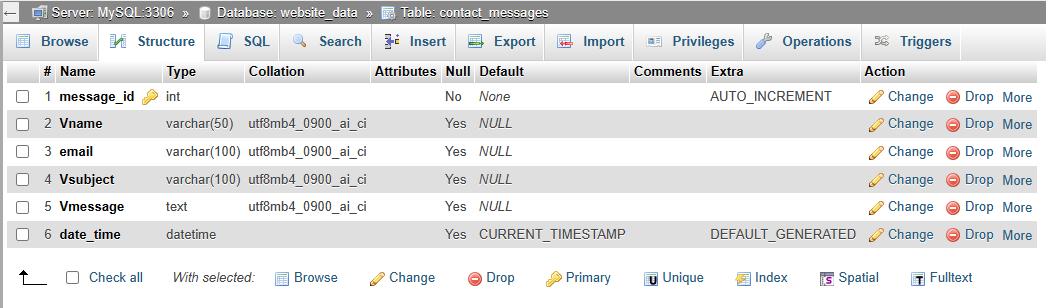 Server: MySQL:3306 » Database: website_data » Table: contact_messages
Browse Structure SQL Search Insert Export Import Privileges Operations Triggers
# Name Type Collation Attributes Null Default Comments Extra Action
1 message_id int No None AUTO_INCREMENT Change Drop More
2 Vname varchar(50) utf8mb4_0900_ai_ci Yes NULL Change Drop More
3 email varchar(100) utf8mb4_0900_ai_ci Yes NULL Change Drop More
4 Vsubject varchar(100) utf8mb4_0900_ai_ci Yes NULL Change Drop More
5 Vmessage text utf8mb4_0900_ai_ci Yes NULL Change Drop More
6 date_time datetime Yes CURRENT_TIMESTAMP DEFAULT_GENERATED Change Drop More
Check all With selected: Browse Change Drop Primary U Unique Index S Spatial T Fulltext